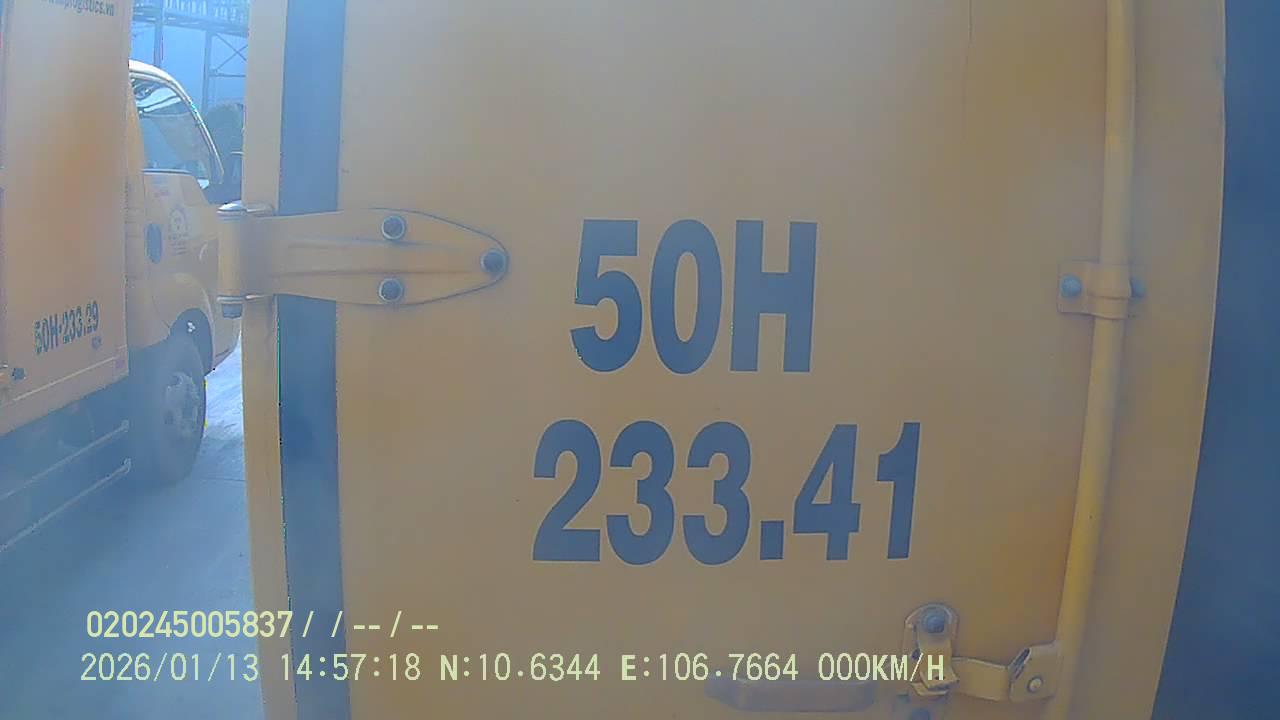 50H-233.29
50H
233.41
020245005837/ / -- / --
2026/01/13 14:57:18 N:10.6344 E:106.7664 000KM/H